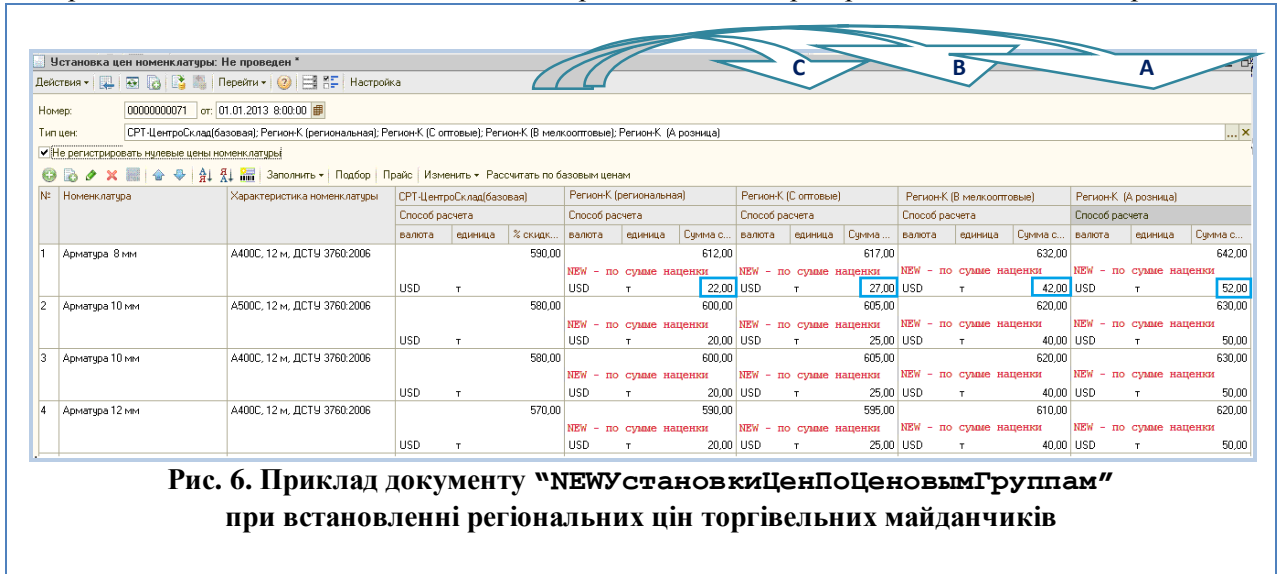 C B A
Установка цен номенклатуры: Не проведен *
Действия Перейти Настройка
Номер: 00000000071 от: 01.01.2013 8:00:00
Тип цен: СРТ-ЦентроСклад(базовая); Регион-К (региональная); Регион-К (С оптовые); Регион-К (В мелкооптовые); Регион-К (А розница)
Не регистрировать нулевые цены номенклатуры
Заполнить Подбор Прайс Изменить Рассчитать по базовым ценам
№ Номенклатура Характеристика номенклатуры СРТ-ЦентроСклад(базовая) Регион-К (региональная) Регион-К (С оптовые) Регион-К (В мелкооптовые) Регион-К (А розница)
Способ расчета Способ расчета Способ расчета Способ расчета Способ расчета
валюта единица % скидк... валюта единица Сумма с... валюта единица Сумма ... валюта единица Сумма с... валюта единица Сумма с...
1 Арматура 8 мм А400С, 12 м, ДСТУ 3760:2006 590,00 612,00 617,00 632,00 642,00
NEW - по сумме наценки NEW - по сумме наценки NEW - по сумме наценки NEW - по сумме наценки
USD т USD т 22,00 USD т 27,00 USD т 42,00 USD т 52,00
2 Арматура 10 мм А500С, 12 м, ДСТУ 3760:2006 580,00 600,00 605,00 620,00 630,00
NEW - по сумме наценки NEW - по сумме наценки NEW - по сумме наценки NEW - по сумме наценки
USD т USD т 20,00 USD т 25,00 USD т 40,00 USD т 50,00
3 Арматура 10 мм А400С, 12 м, ДСТУ 3760:2006 580,00 600,00 605,00 620,00 630,00
NEW - по сумме наценки NEW - по сумме наценки NEW - по сумме наценки NEW - по сумме наценки
USD т USD т 20,00 USD т 25,00 USD т 40,00 USD т 50,00
4 Арматура 12 мм А400С, 12 м, ДСТУ 3760:2006 570,00 590,00 595,00 610,00 620,00
NEW - по сумме наценки NEW - по сумме наценки NEW - по сумме наценки NEW - по сумме наценки
USD т USD т 20,00 USD т 25,00 USD т 40,00 USD т 50,00
Рис. 6. Приклад документу “NEWУстановкиЦенПоЦеновымГруппам”
при встановленні регіональних цін торгівельних майданчиків